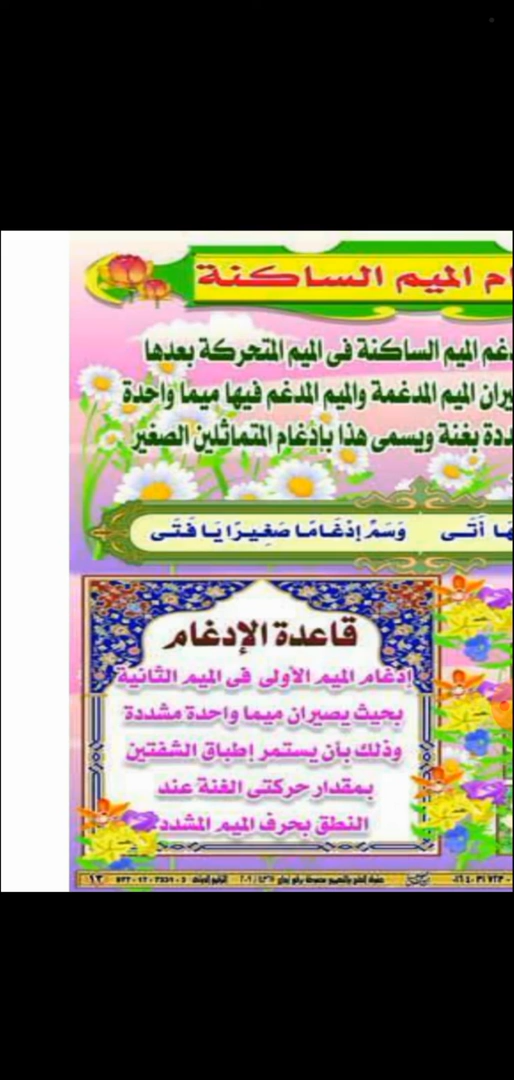 ام الميم الساكنة
دغم الميم الساكنة فى الميم المتحركة بعدها
يران الميم المدغمة والميم المدغم فيها ميما واحدة
ددة بغنة ويسمى هذا بإدغام المتماثلين الصغير
هَا أَتَى وَسَمِّ إدْغَامًا صَغِيرًا يَا فَتَى
قاعدة الإدغام
إدغام الميم الأولى فى الميم الثانية
بحيث يصيران ميما واحدة مشددة
وذلك بأن يستمر إطباق الشفتين
بمقدار حركتى الغنة عند
النطق بحرف الميم المشدد
١٣